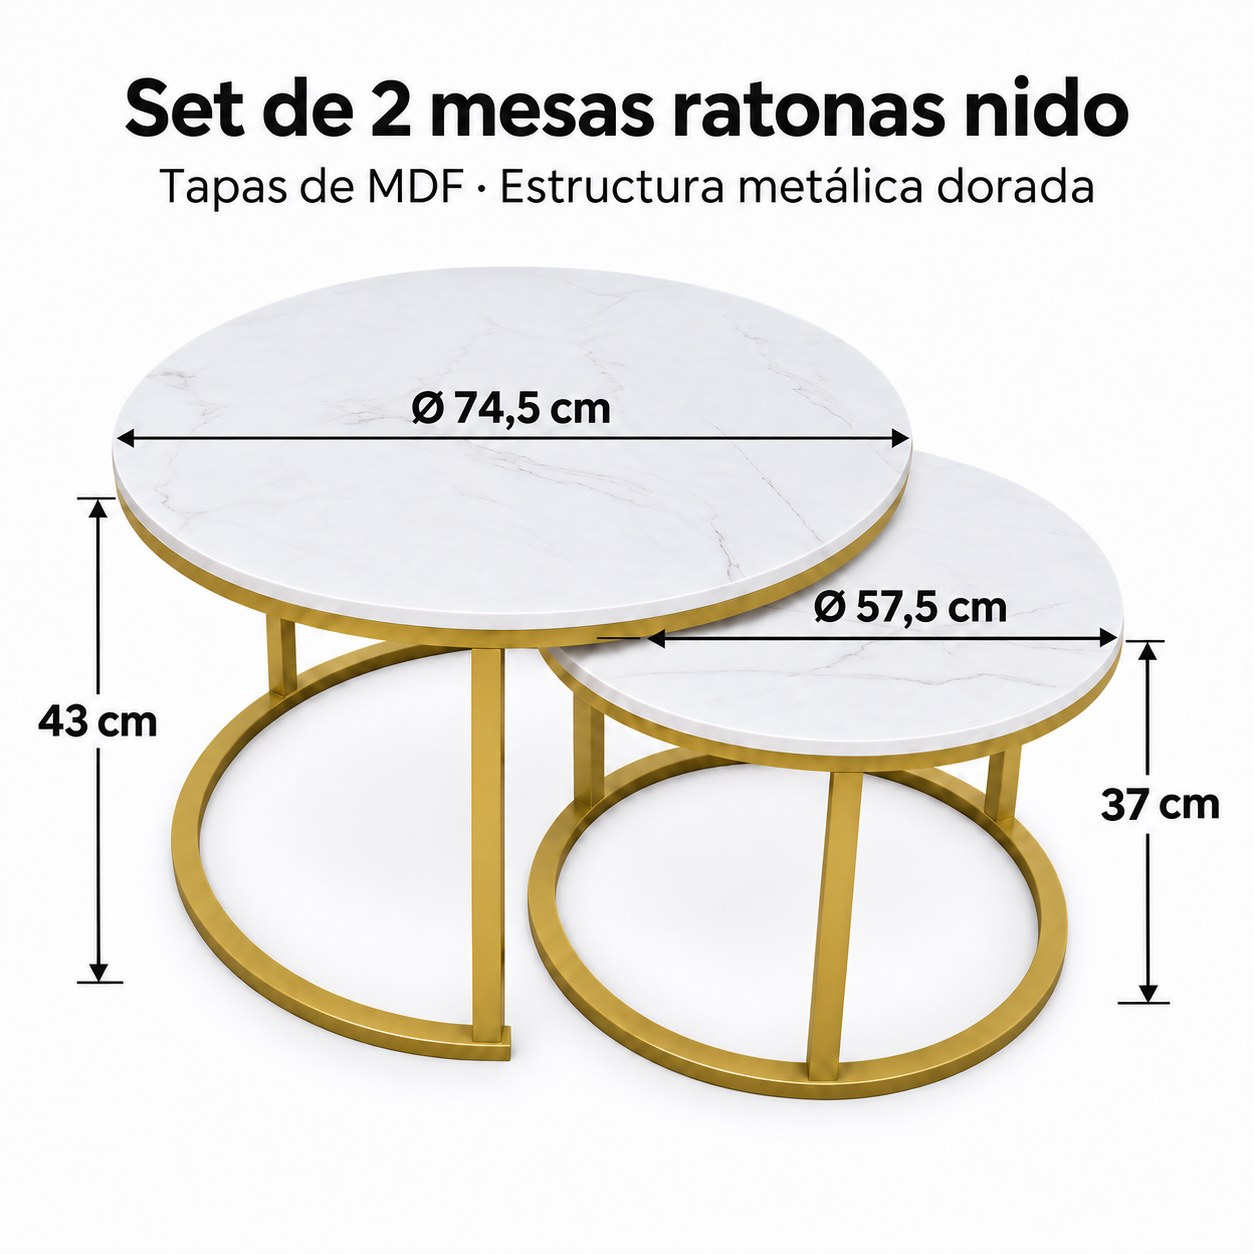 Set de 2 mesas ratonas nido
Tapas de MDF · Estructura metálica dorada
Ø 74,5 cm
Ø 57,5 cm
43 cm
37 cm